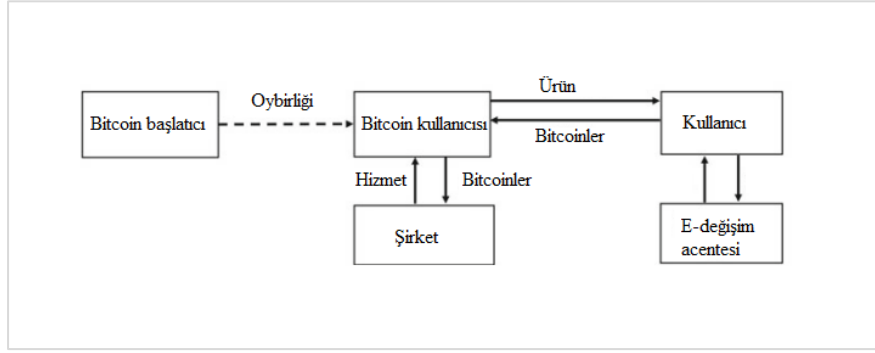 Ürün
Oybirliği
Bitcoin başlatıcı
Bitcoin kullanıcısı
Kullanıcı
Bitcoinler
Hizmet
Bitcoinler
Şirket
E-değişim
acentesi